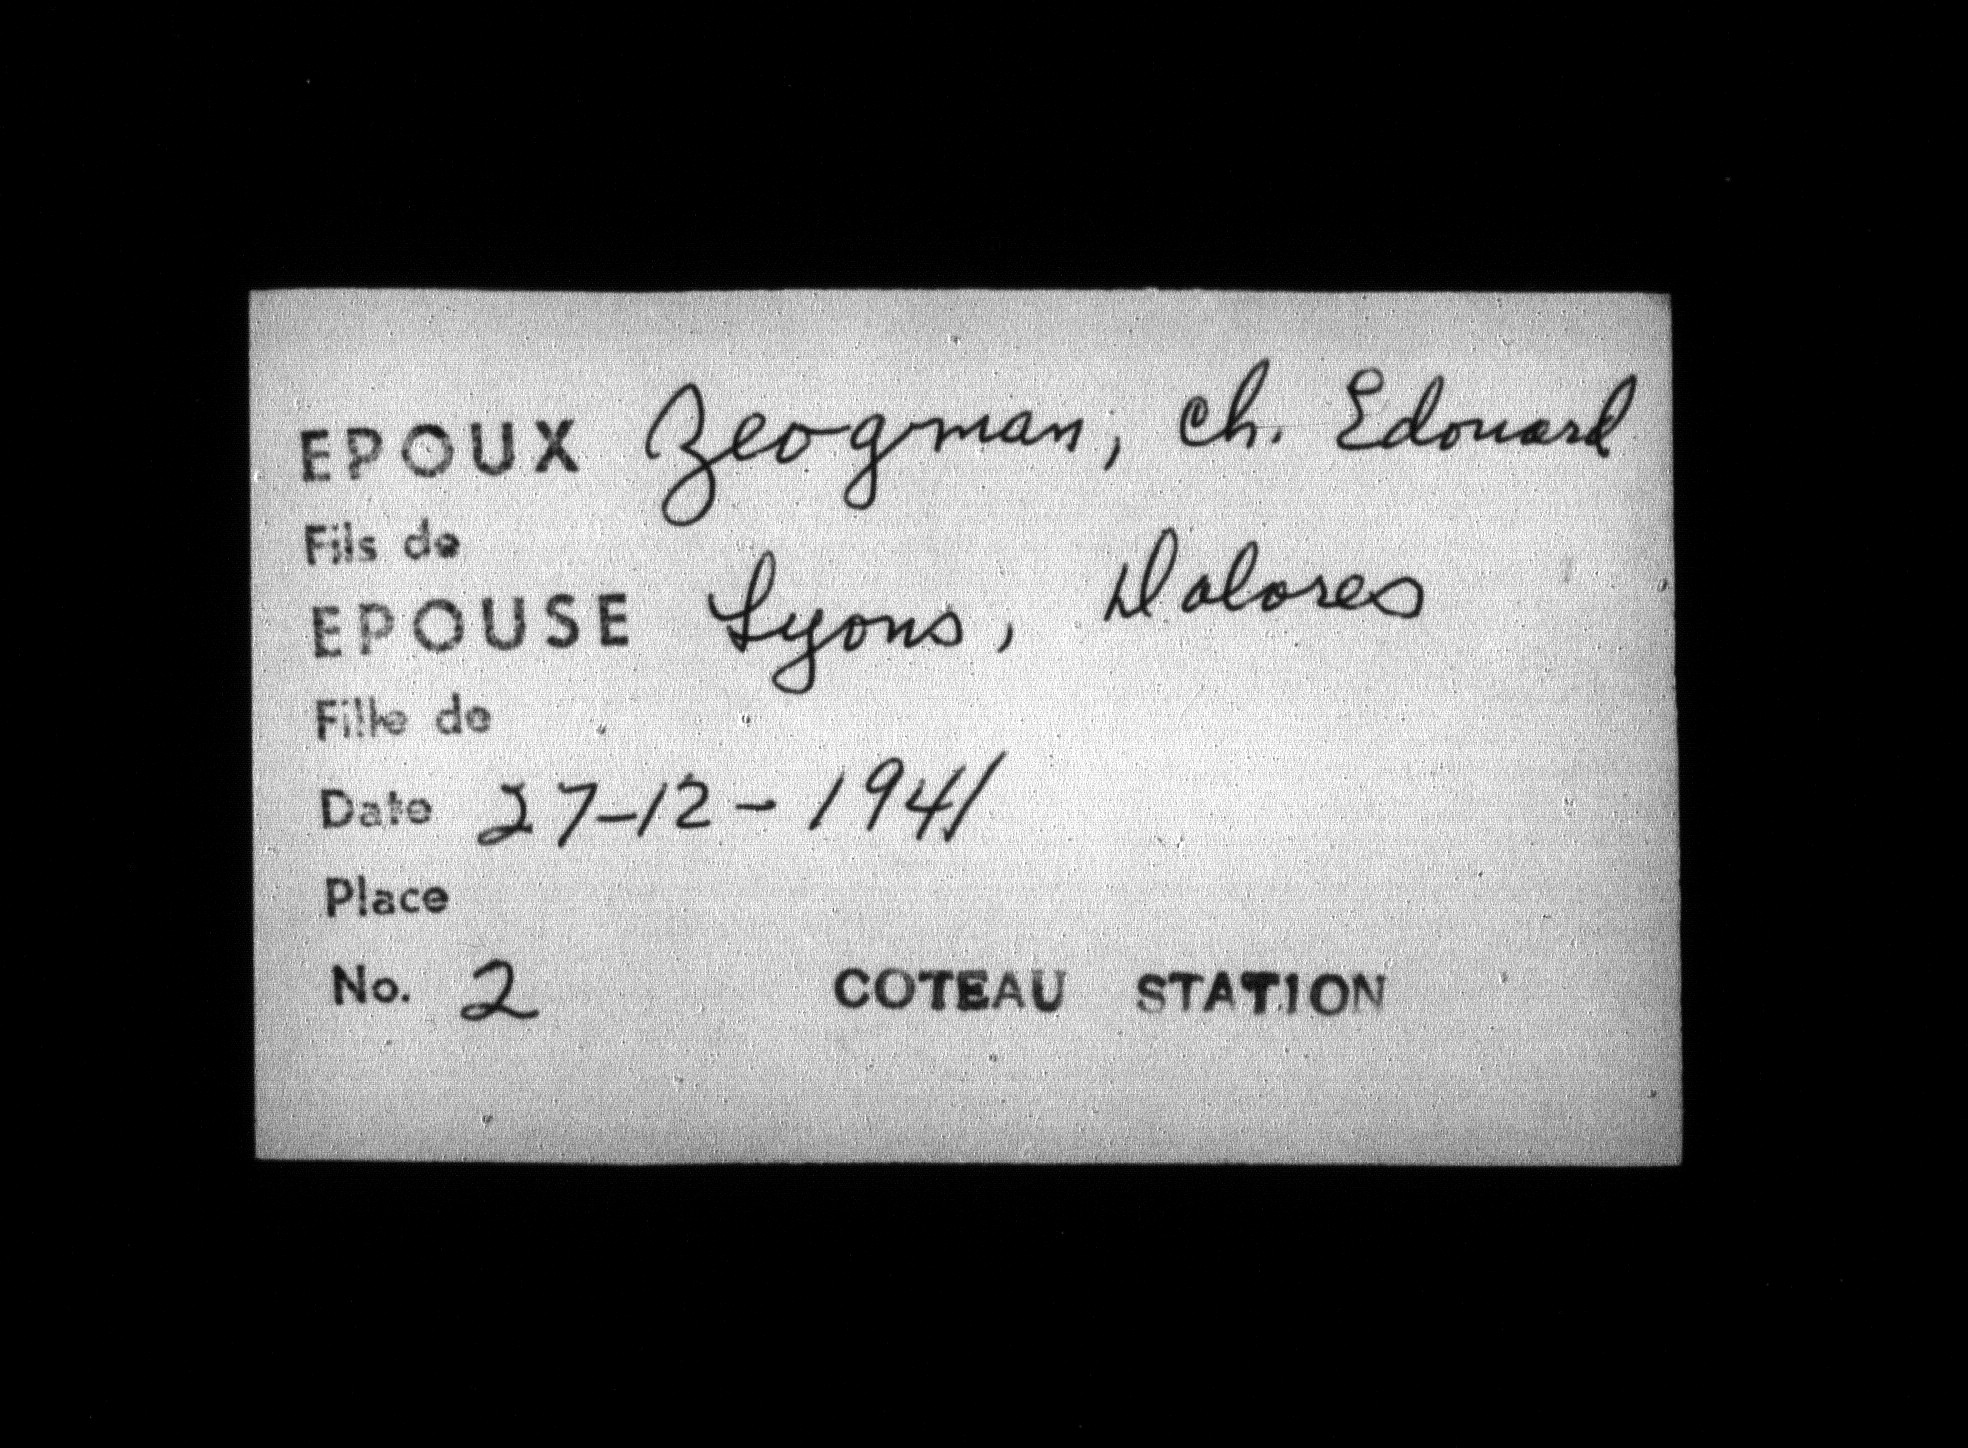 EPOUX Zeogman, Ch. Edouard
Fils de
EPOUSE Lyons, Dolores
Fille de
Date 27-12-1941
Place
No. 2 COTEAU STATION